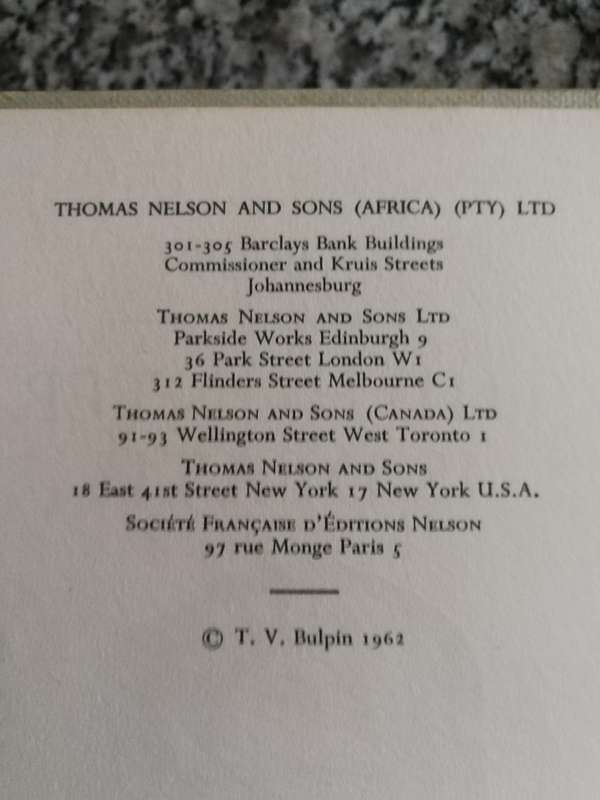 THOMAS NELSON AND SONS (AFRICA) (PTY) LTD
301-305 Barclays Bank Buildings
Commissioner and Kruis Streets
Johannesburg
THOMAS NELSON AND SONS LTD
Parkside Works Edinburgh 9
36 Park Street London W1
312 Flinders Street Melbourne C1
THOMAS NELSON AND SONS (CANADA) LTD
91-93 Wellington Street West Toronto 1
THOMAS NELSON AND SONS
18 East 41st Street New York 17 New York U.S.A.
SOCIÉTÉ FRANÇAISE D'ÉDITIONS NELSON
97 rue Monge Paris 5
© T. V. Bulpin 1962